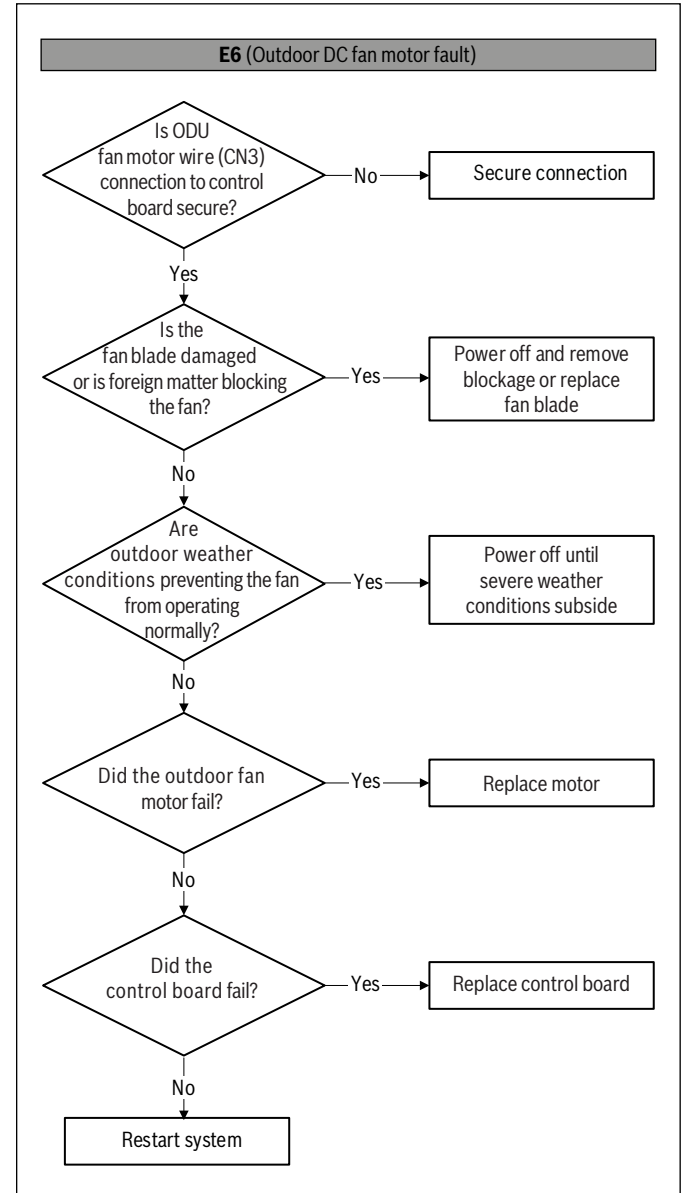 E6 (Outdoor DC fan motor fault)
Is ODU
fan motor wire (CN3)
connection to control
board secure?
No
Secure connection
Yes
Is the
fan blade damaged
or is foreign matter blocking
the fan?
Yes
Power off and remove
blockage or replace
fan blade
No
Are
outdoor weather
conditions preventing the fan
from operating
normally?
Yes
Power off until
severe weather
conditions subside
No
Did the outdoor fan
motor fail?
Yes
Replace motor
No
Did the
control board fail?
Yes
Replace control board
No
Restart system